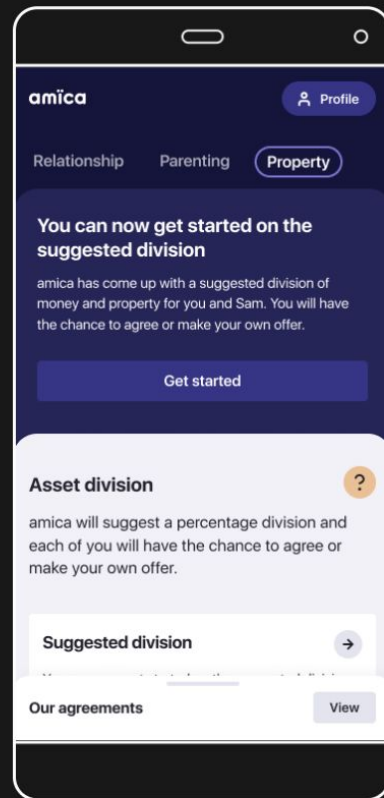 amïca
Profile
Relationship Parenting Property
You can now get started on the
suggested division
amica has come up with a suggested division of
money and property for you and Sam. You will have
the chance to agree or make your own offer.
Get started
Asset division
?
amica will suggest a percentage division and
each of you will have the chance to agree or
make your own offer.
Suggested division
Our agreements
View